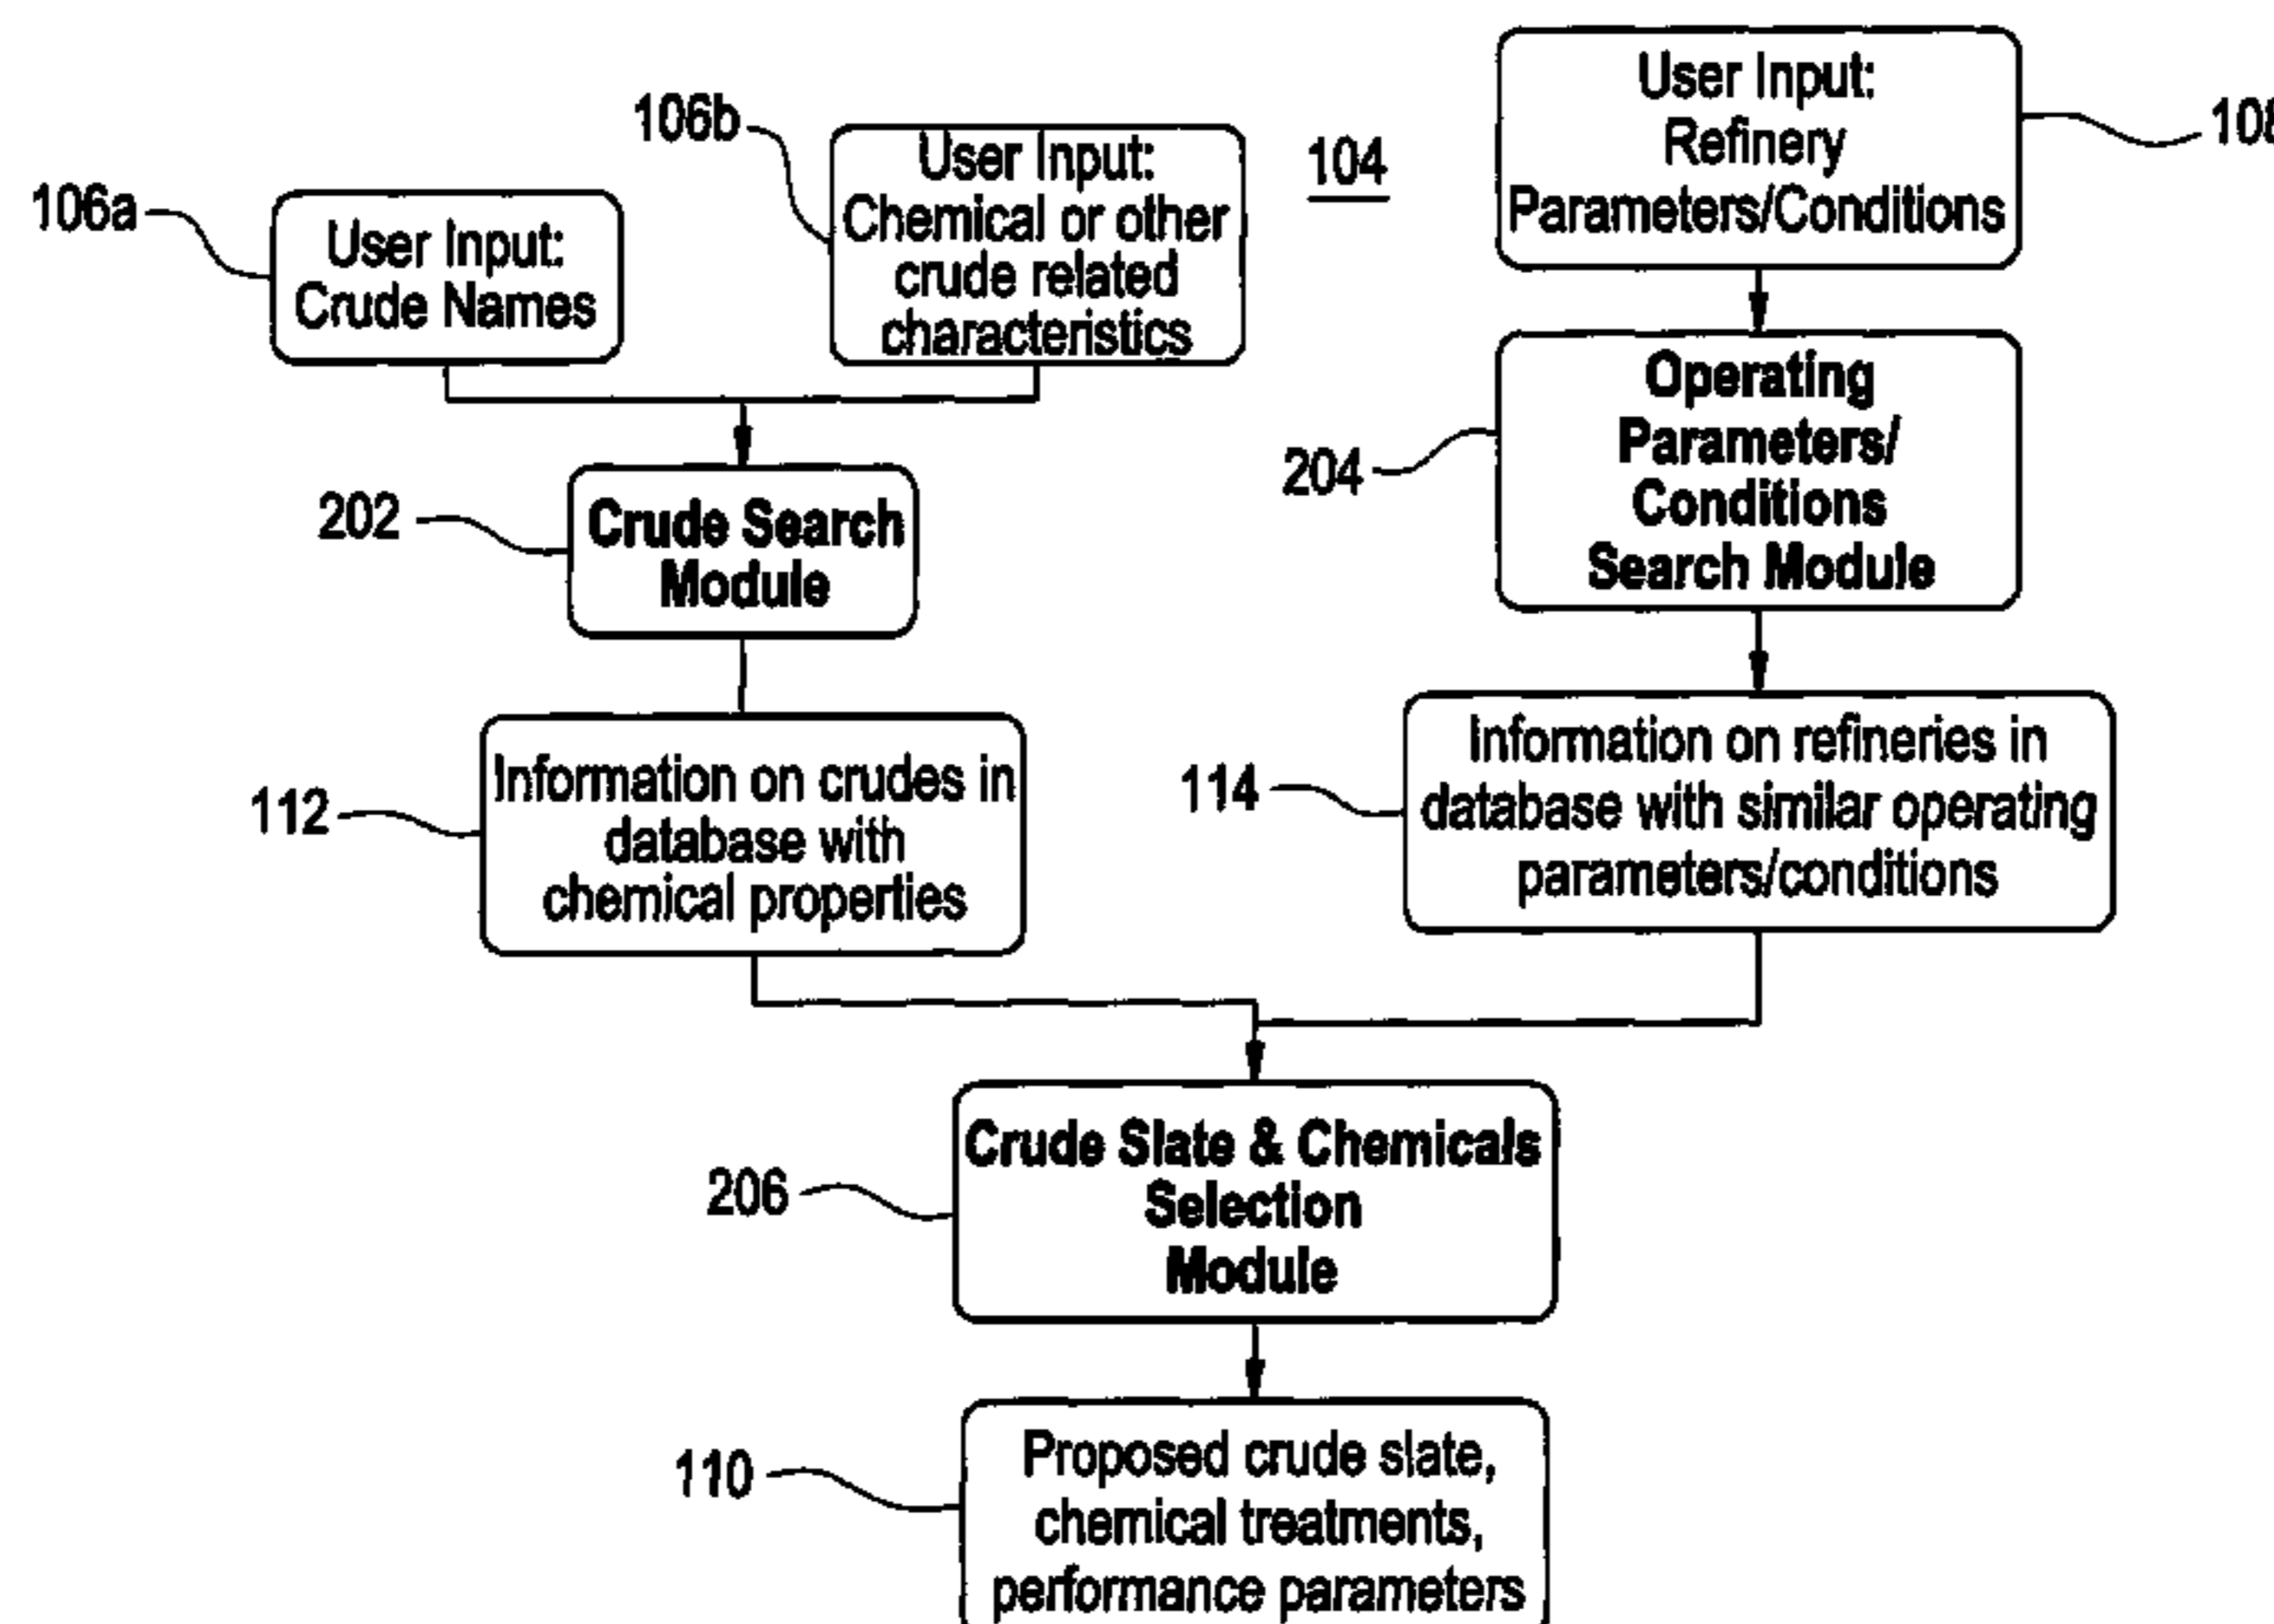 106a
User Input:
Crude Names
106b
User Input:
Chemical or other
crude related
characteristics
104
User Input:
Refinery
Parameters/Conditions
108
202
Crude Search
Module
204
Operating
Parameters/
Conditions
Search Module
112
Information on crudes in
database with
chemical properties
114
Information on refineries in
database with similar operating
parameters/conditions
206
Crude Slate & Chemicals
Selection
Module
110
Proposed crude slate,
chemical treatments,
performance parameters